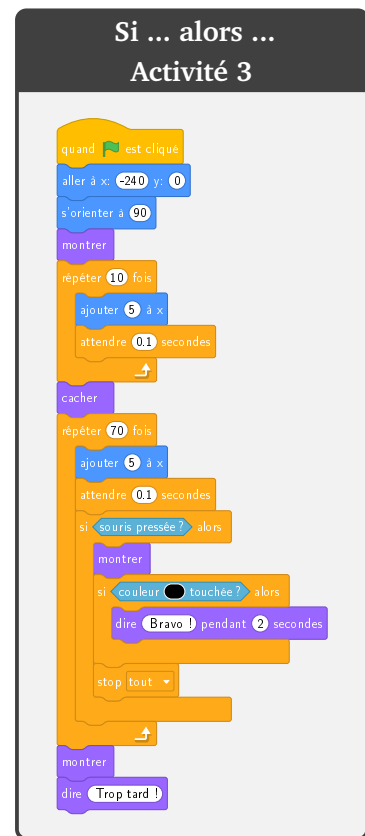 Si ... alors ...
Activité 3
quand est cliqué
aller à x: -240 y: 0
s'orienter à 90
montrer
répéter 10 fois
ajouter 5 à x
attendre 0.1 secondes
cacher
répéter 70 fois
ajouter 5 à x
attendre 0.1 secondes
si souris pressée ? alors
montrer
si couleur touchée ? alors
dire Bravo ! pendant 2 secondes
stop tout
montrer
dire Trop tard !